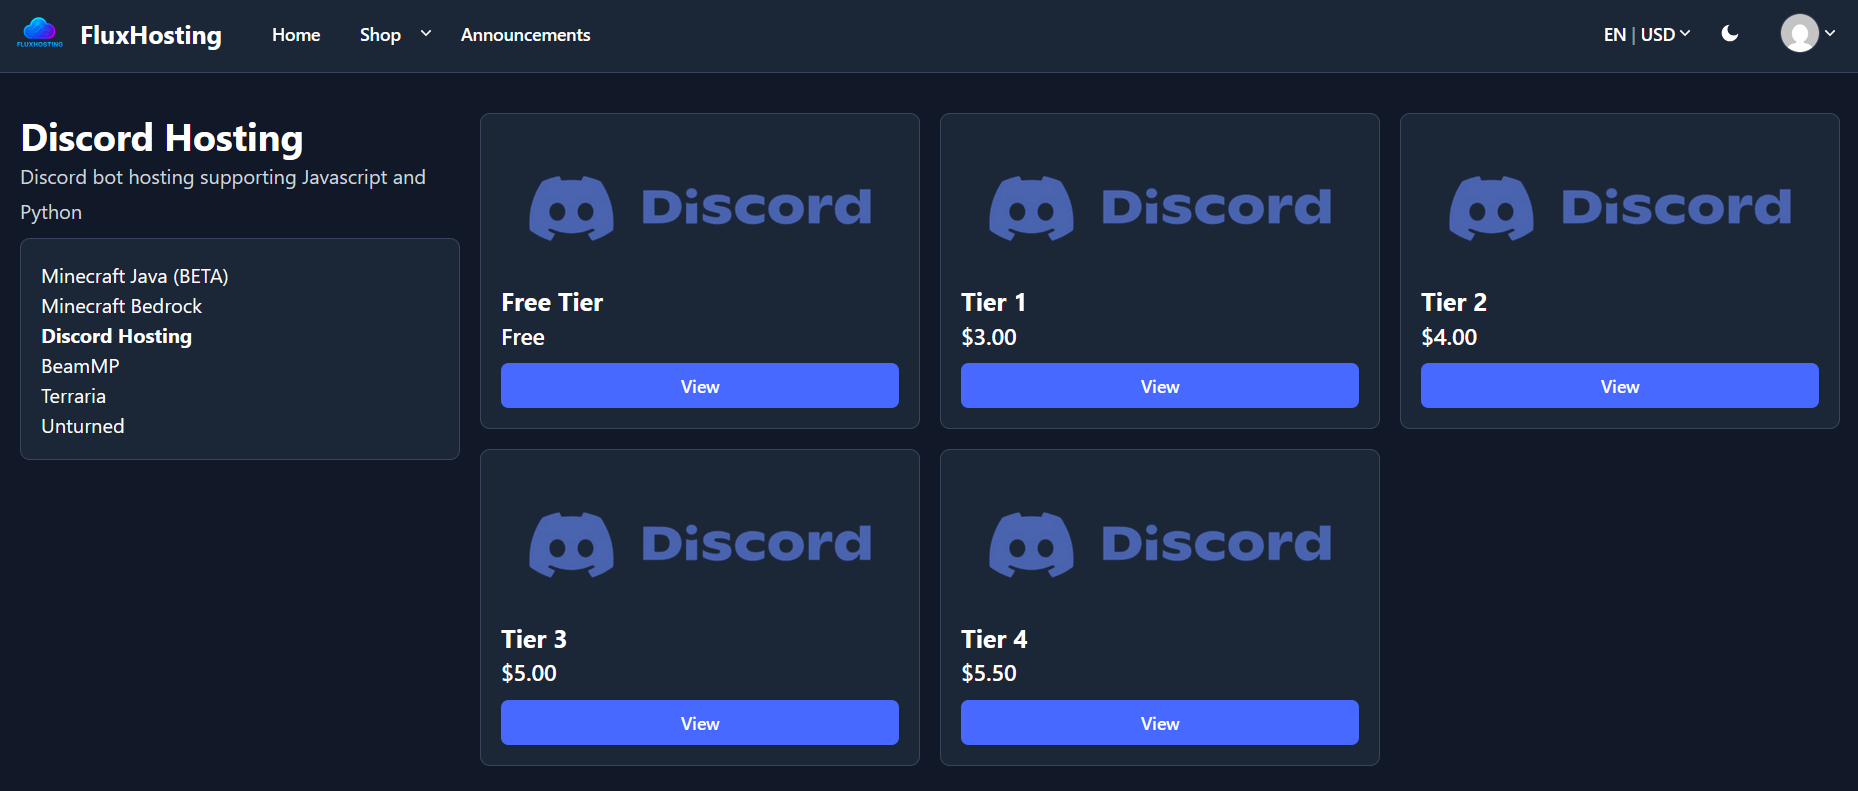 FLUXHOSTING
FluxHosting
Home
Shop
Announcements
EN | USD
Discord Hosting
Discord bot hosting supporting Javascript and
Python
Minecraft Java (BETA)
Minecraft Bedrock
Discord Hosting
BeamMP
Terraria
Unturned
Discord
Free Tier
Free
View
Discord
Tier 1
$3.00
View
Discord
Tier 2
$4.00
View
Discord
Tier 3
$5.00
View
Discord
Tier 4
$5.50
View